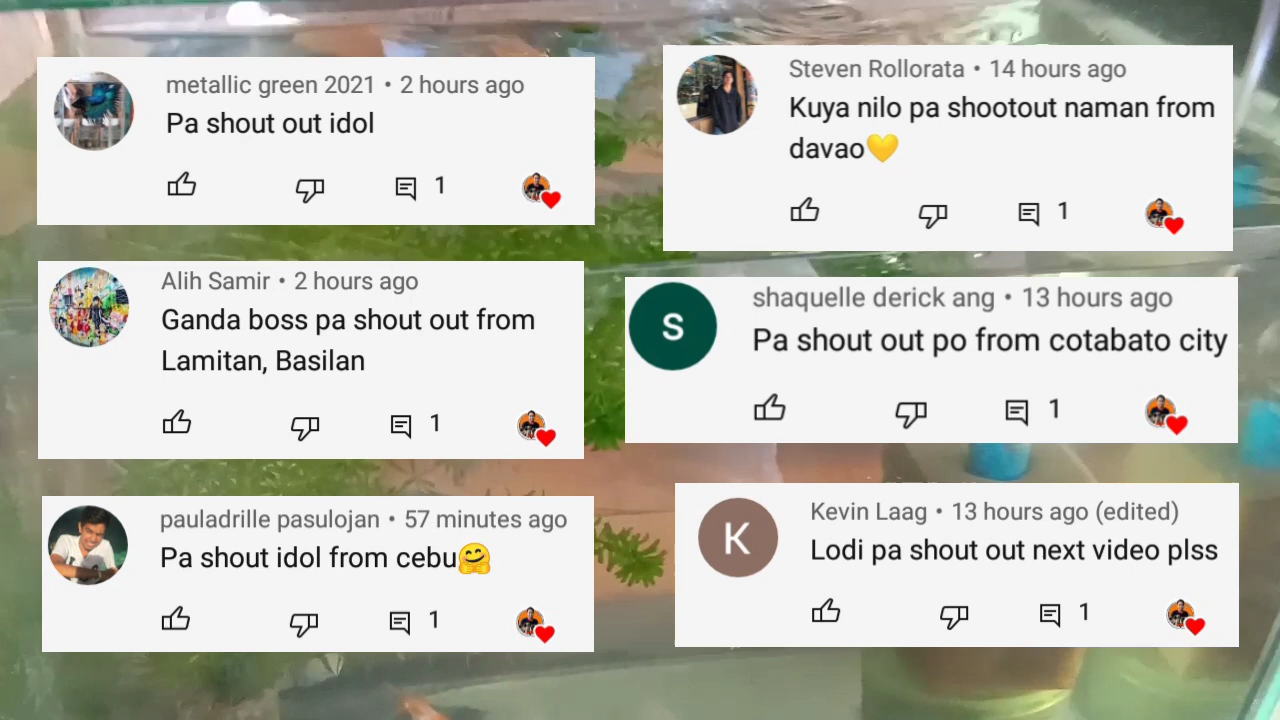 metallic green 2021 • 2 hours ago
Pa shout out idol
1
Alih Samir • 2 hours ago
Ganda boss pa shout out from
Lamitan, Basilan
1
pauladrille pasulojan • 57 minutes ago
Pa shout idol from cebu🤗
1
Steven Rollorata • 14 hours ago
Kuya nilo pa shootout naman from
davao💛
1
S
shaquelle derick ang • 13 hours ago
Pa shout out po from cotabato city
1
K
Kevin Laag • 13 hours ago (edited)
Lodi pa shout out next video plss
1